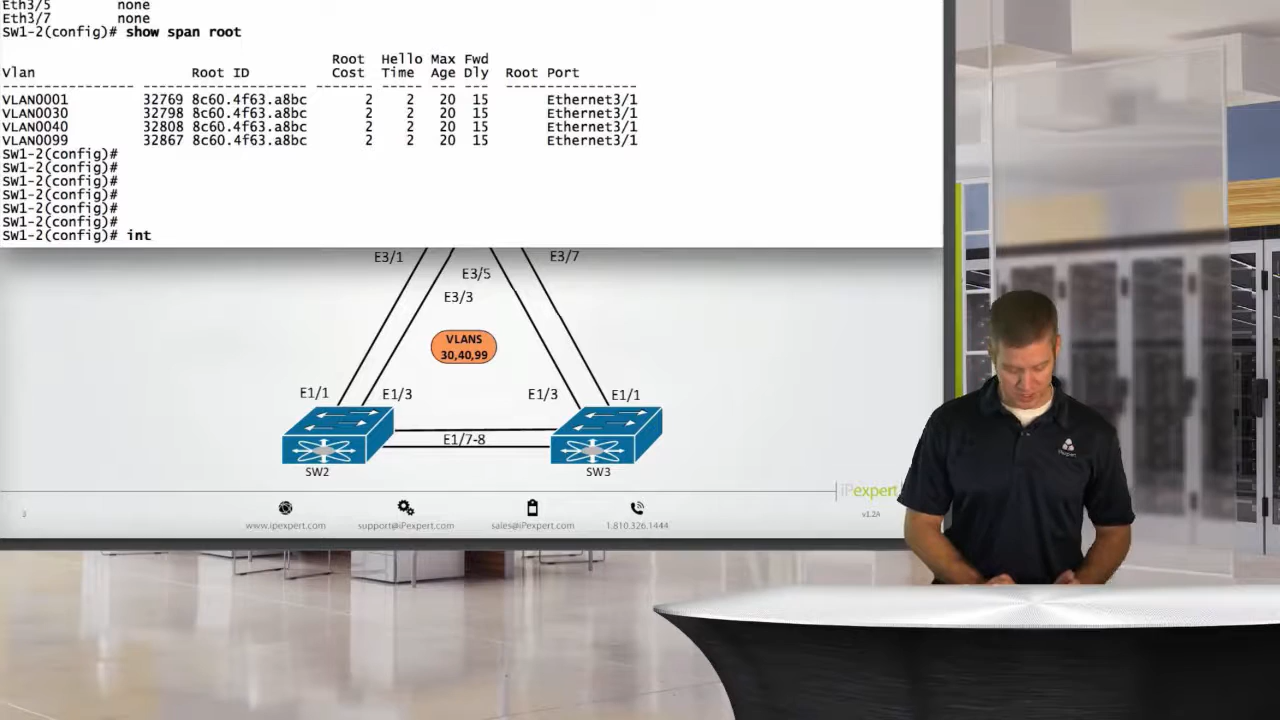 Eth3/5 none
Eth3/7 none
SW1-2(config)# show span root
Root Hello Max Fwd
Vlan Root ID Cost Time Age Dly Root Port
---------------- -------------------- ------- ----- --- --- ----------------
VLAN0001 32769 8c60.4f63.a8bc 2 2 20 15 Ethernet3/1
VLAN0030 32798 8c60.4f63.a8bc 2 2 20 15 Ethernet3/1
VLAN0040 32808 8c60.4f63.a8bc 2 2 20 15 Ethernet3/1
VLAN0099 32867 8c60.4f63.a8bc 2 2 20 15 Ethernet3/1
SW1-2(config)#
SW1-2(config)#
SW1-2(config)#
SW1-2(config)#
SW1-2(config)#
SW1-2(config)#
SW1-2(config)# int
E3/1 E3/7
E3/5
E3/3
VLANS
30,40,99
E1/1 E1/3 E1/3 E1/1
E1/7-8
SW2 SW3
iPexpert
3 www.ipexpert.com support@iPexpert.com sales@iPexpert.com 1.810.326.1444 v1.2A
iPexpert